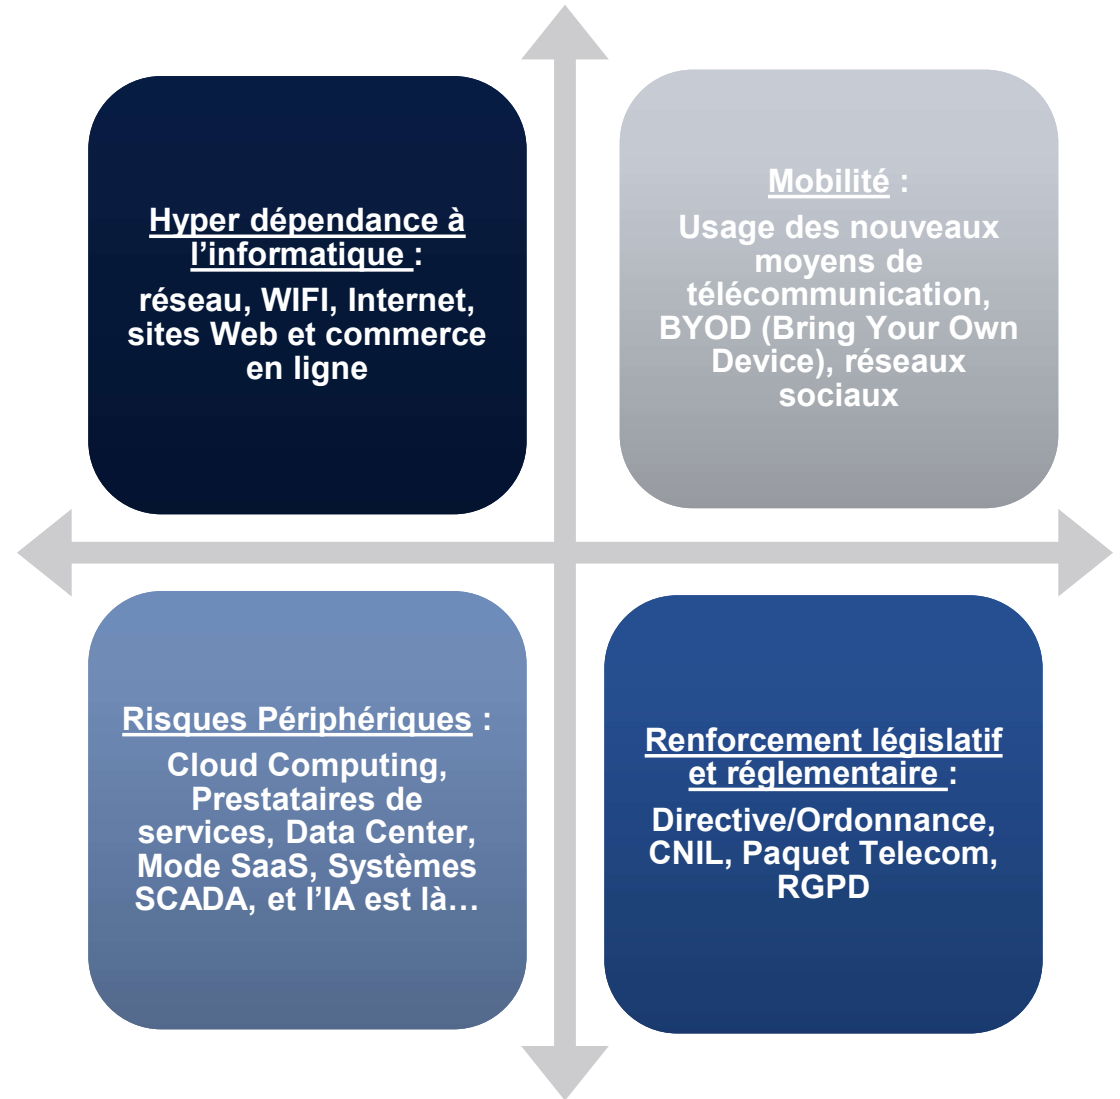 Hyper dépendance à
l’informatique :
réseau, WIFI, Internet,
sites Web et commerce
en ligne
Mobilité :
Usage des nouveaux
moyens de
télécommunication,
BYOD (Bring Your Own
Device), réseaux
sociaux
Risques Périphériques :
Cloud Computing,
Prestataires de
services, Data Center,
Mode SaaS, Systèmes
SCADA, et l’IA est là…
Renforcement législatif
et réglementaire :
Directive/Ordonnance,
CNIL, Paquet Telecom,
RGPD